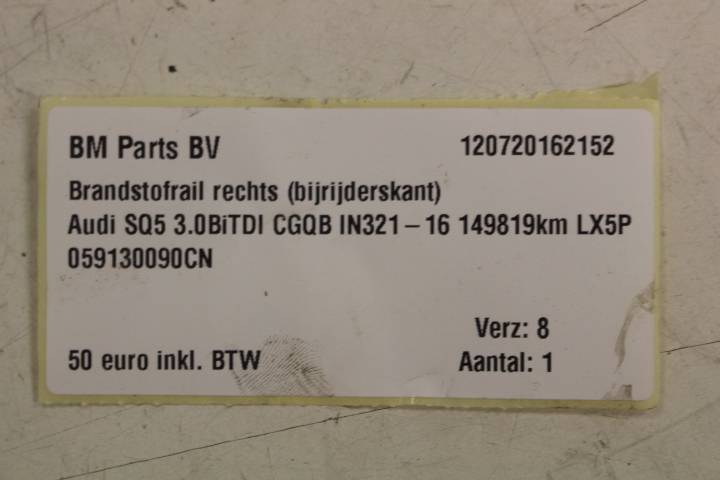 BM Parts BV 120720162152
Brandstofrail rechts (bijrijderskant)
Audi SQ5 3.0BiTDI CGQB IN321-16 149819km LX5P
059130090CN
Verz: 8
50 euro inkl. BTW Aantal: 1